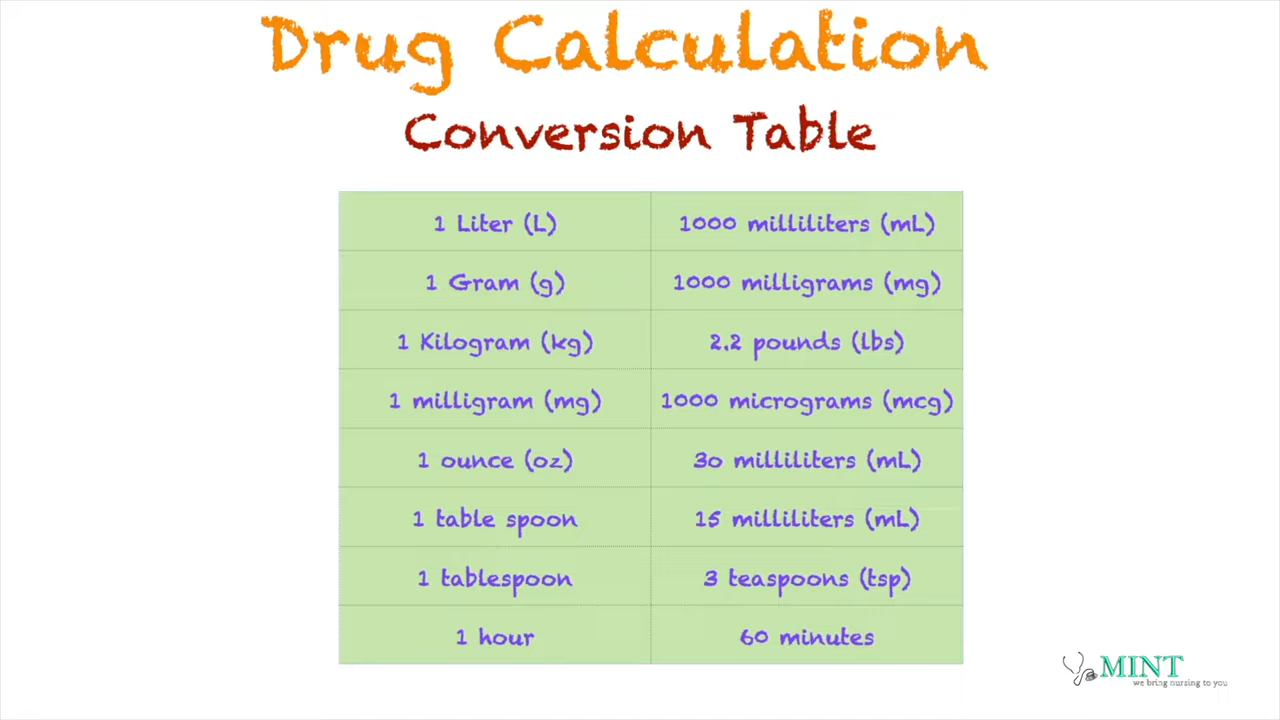 Drug Calculation
Conversion Table
1 Liter (L) 1000 milliliters (mL)
1 Gram (g) 1000 milligrams (mg)
1 Kilogram (kg) 2.2 pounds (lbs)
1 milligram (mg) 1000 micrograms (mcg)
1 ounce (oz) 30 milliliters (mL)
1 table spoon 15 milliliters (mL)
1 tablespoon 3 teaspoons (tsp)
1 hour 60 minutes
MINT
we bring nursing to you